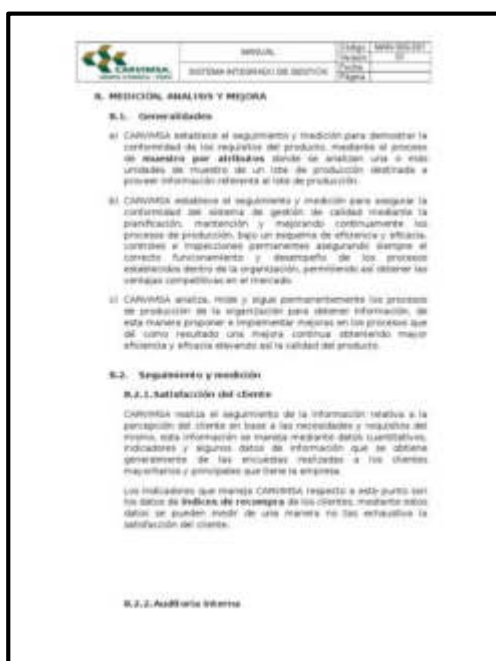 CARVIMSA
MANUAL
SISTEMA INTEGRADO DE GESTIÓN
Código
Versión
Fecha
Página
8. MEDICIÓN, ANALISIS Y MEJORA
8.1. Generalidades
a) CARVIMSA establece el seguimiento y medición para demostrar la
conformidad de los requisitos del producto, mediante el proceso
de muestro por atributos donde se analizan una o más
unidades de muestro de un lote de producción destinada a
proveer información referente al lote de producción.
b) CARVIMSA establece el seguimiento y medición para asegurar la
conformidad del sistema de gestión de calidad mediante la
planificación, mantención y mejorando continuamente los
procesos de producción, bajo un esquema de eficiencia y eficacia,
controles e inspecciones permanentes asegurando siempre el
correcto funcionamiento y desempeño de los procesos
establecidos dentro de la organización, permitiendo así obtener las
ventajas competitivas en el mercado.
c) CARVIMSA analiza, mide y sigue permanentemente los procesos
de producción de la organización para obtener información, de
esta manera proponer e implementar mejoras en los procesos que
dé como resultado una mejora continua obteniendo mayor
eficiencia y eficacia elevando así la calidad del producto.
8.2. Seguimiento y medición
8.2.1.Satisfacción del cliente
CARVIMSA realiza el seguimiento de la información relativa a la
percepción del cliente en base a las necesidades y requisitos del
mismo, esta información se maneja mediante datos cuantitativos,
indicadores y algunos datos de información que se obtiene
generalmente de las encuestas realizadas a los clientes
mayoritarios y principales que tiene la empresa.
Los indicadores que maneja CARVIMSA respecto a este punto son
los datos de índices de recompra de los clientes, mediante estos
datos se pueden medir de una manera no tan exhaustiva la
satisfacción del cliente.
8.2.2.Auditoria interna